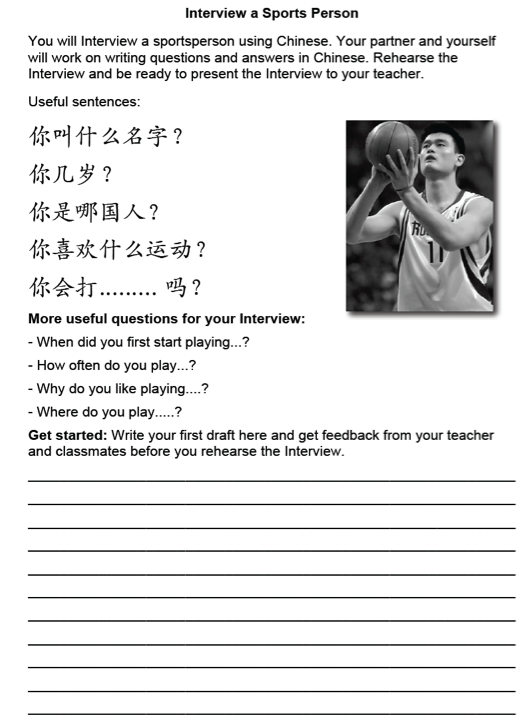 Interview a Sports Person
You will Interview a sportsperson using Chinese. Your partner and yourself
will work on writing questions and answers in Chinese. Rehearse the
Interview and be ready to present the Interview to your teacher.
Useful sentences:
你叫什么名字？
你几岁？
你是哪国人？
你喜欢什么运动？
你会打......... 吗？
11
More useful questions for your Interview:
- When did you first start playing...?
- How often do you play...?
- Why do you like playing....?
- Where do you play.....?
Get started: Write your first draft here and get feedback from your teacher
and classmates before you rehearse the Interview.